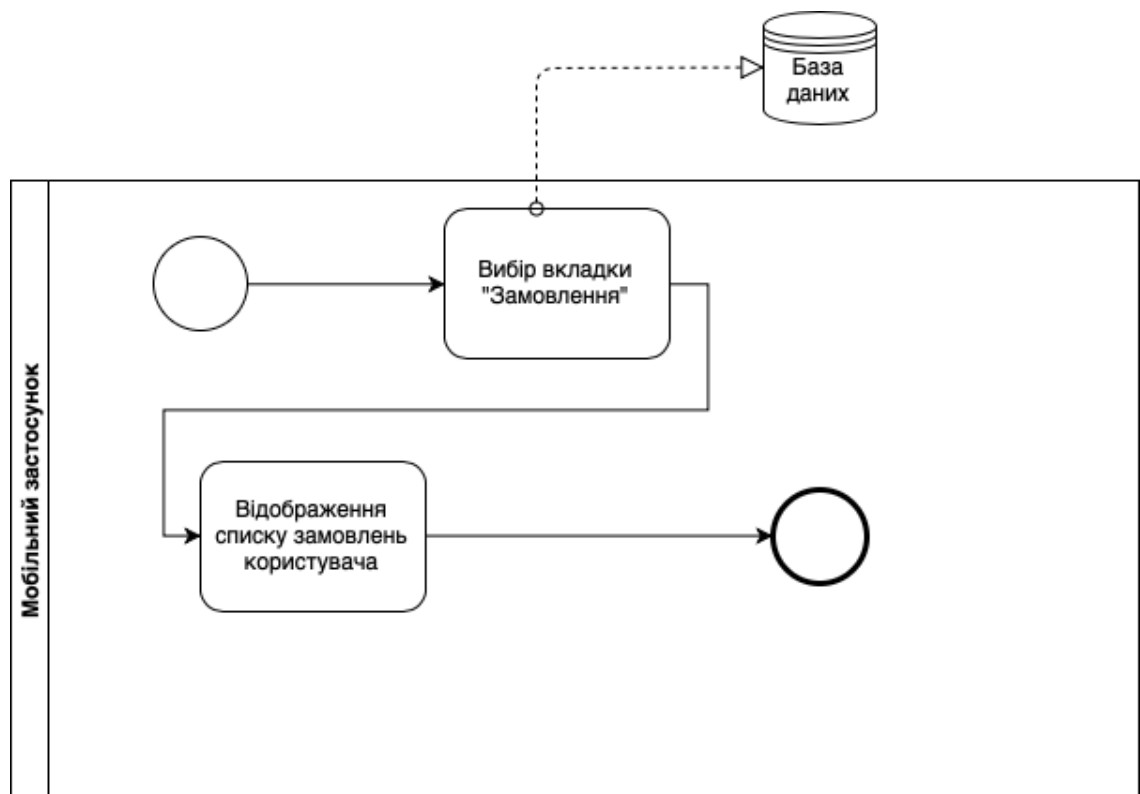 База
даних
Вибір вкладки
"Замовлення"
Мобільний застосунок
Відображення
списку замовлень
користувача